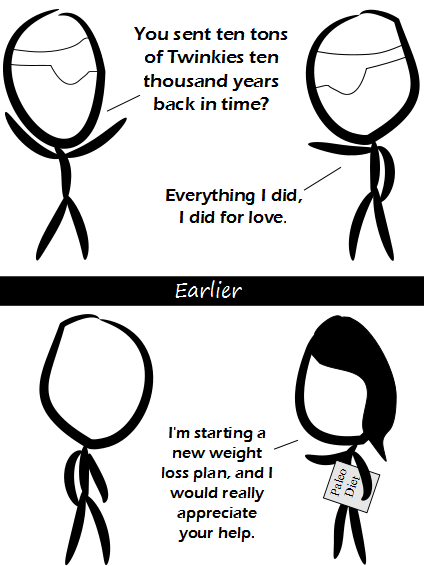 You sent ten tons
of Twinkies ten
thousand years
back in time?
Everything I did,
I did for love.
Earlier
I'm starting a
new weight
loss plan, and I
would really
appreciate
your help.
Paleo
Diet